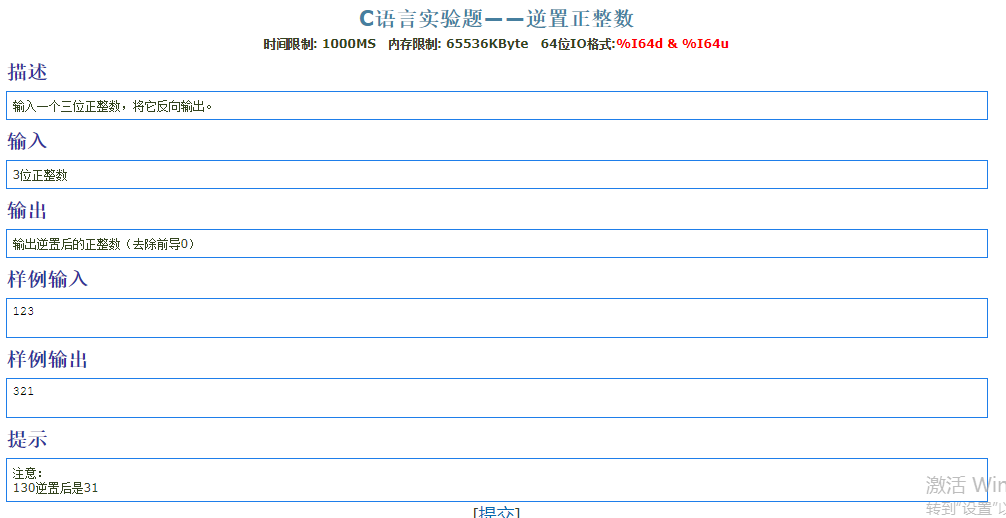 C语言实验题——逆置正整数
时间限制: 1000MS 内存限制: 65536KByte 64位IO格式:%I64d & %I64u
描述
输入一个三位正整数，将它反向输出。
输入
3位正整数
输出
输出逆置后的正整数（去除前导0）
样例输入
123
样例输出
321
提示
注意:
130逆置后是31
激活 Win
转到"设置"以
[提交]